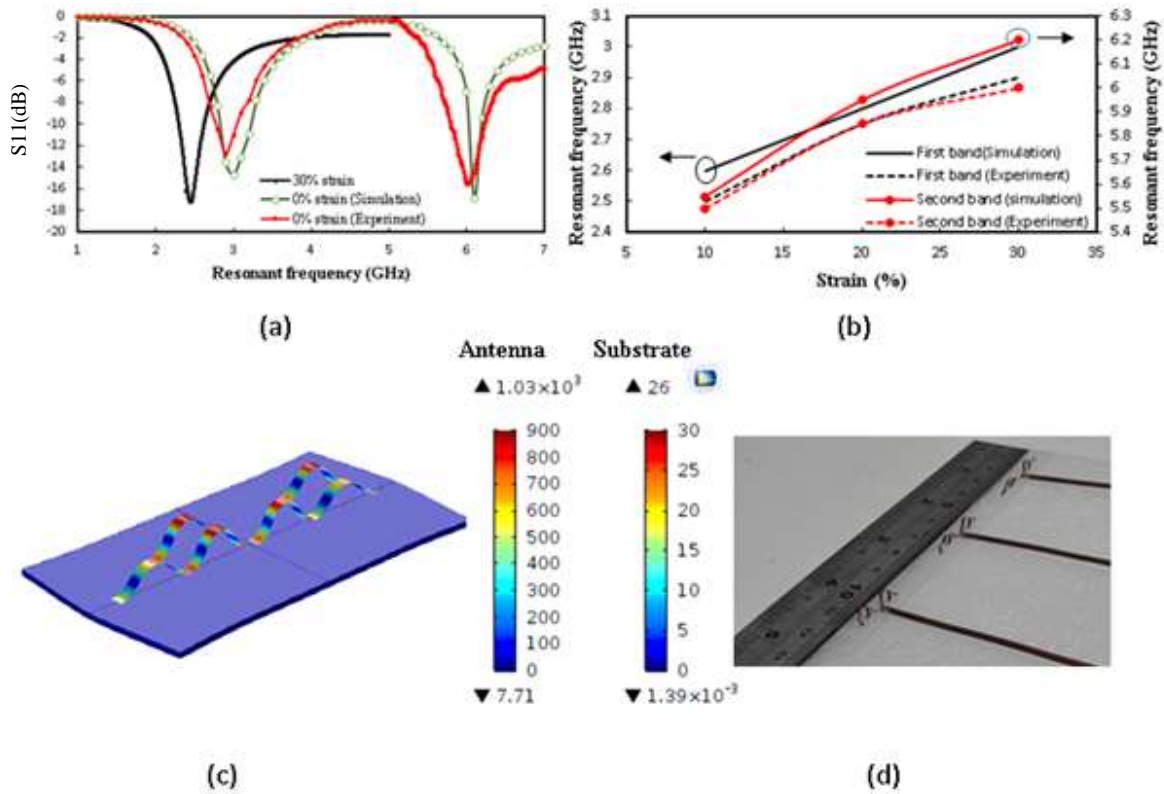 0
-2
-4
-6
-8
-10
-12
-14
-16
-18
-20
S11(dB)
30% strain
0% strain (Simulation)
0% strain (Experiment)
1 2 3 4 5 6 7
Resonant frequency (GHz)
(a)
3.1
3
2.9
2.8
2.7
2.6
2.5
2.4
Resonant frequency (GHz)
6.3
6.2
6.1
6
5.9
5.8
5.7
5.6
5.5
5.4
Resonant frequency (GHz)
First band(Simulation)
First band (Experiment)
Second band (simulation)
Second band (Experiment)
5 10 15 20 25 30 35
Strain (%)
(b)
Antenna Substrate
▲ 1.03×10³ ▲ 26
900 30
800 25
700
600 20
500 15
400
300 10
200 5
100
0 0
▼ 7.71 ▼ 1.39×10⁻³
(c)
(d)